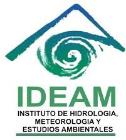 IDEAM
INSTITUTO DE HIDROLOGIA,
METEOROLOGIA Y
ESTUDIOS AMBIENTALES